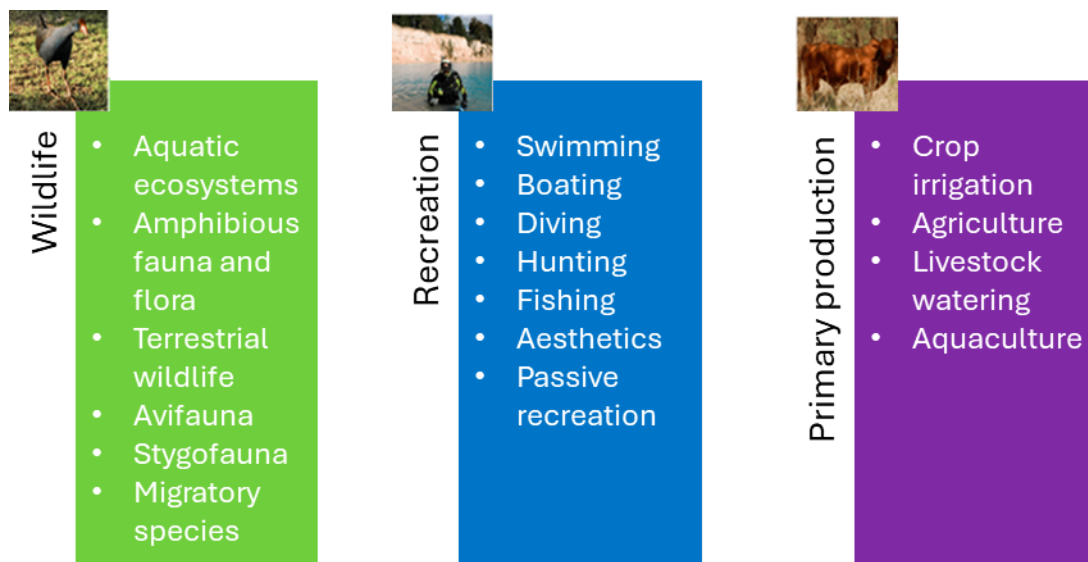 Wildlife
• Aquatic
ecosystems
• Amphibious
fauna and
flora
• Terrestrial
wildlife
• Avifauna
• Stygofauna
• Migratory
species
Recreation
• Swimming
• Boating
• Diving
• Hunting
• Fishing
• Aesthetics
• Passive
recreation
Primary production
• Crop
irrigation
• Agriculture
• Livestock
watering
• Aquaculture